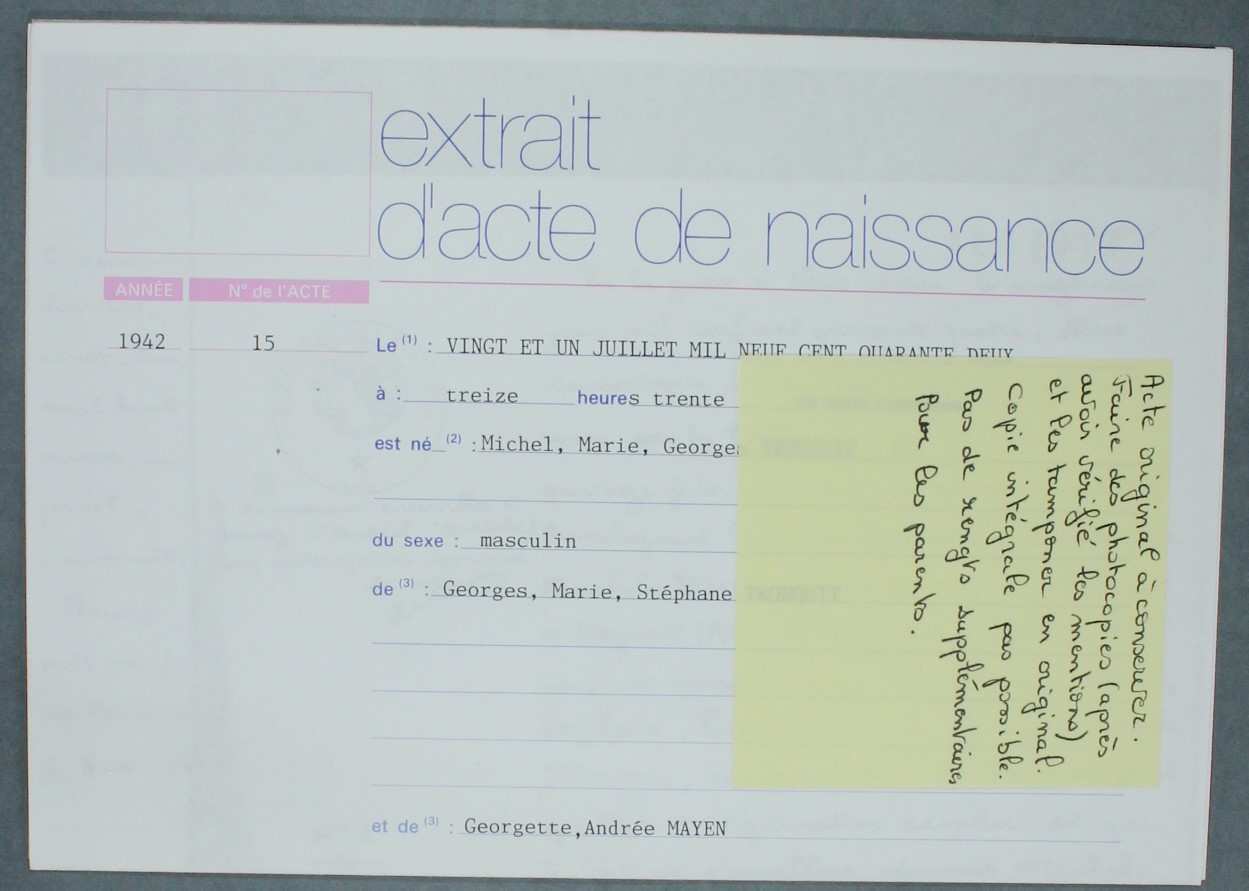 extrait
d'acte de naissance
ANNÉE N° de l'ACTE
1942 15 Le (1) : VINGT ET UN JUILLET MIL NEUF CENT QUARANTE DEUX
à : treize heures trente
est né (2) : Michel, Marie, Georges
du sexe : masculin
de (3) : Georges, Marie, Stéphane
et de (3) : Georgette,Andrée MAYEN
Acte original à conserver.
Faire des photocopies (après
avoir vérifié les mentions)
et les tamponer en original.
Copie intégrale pas possible.
Pas de rengts supplémentaires
Pour les parents.